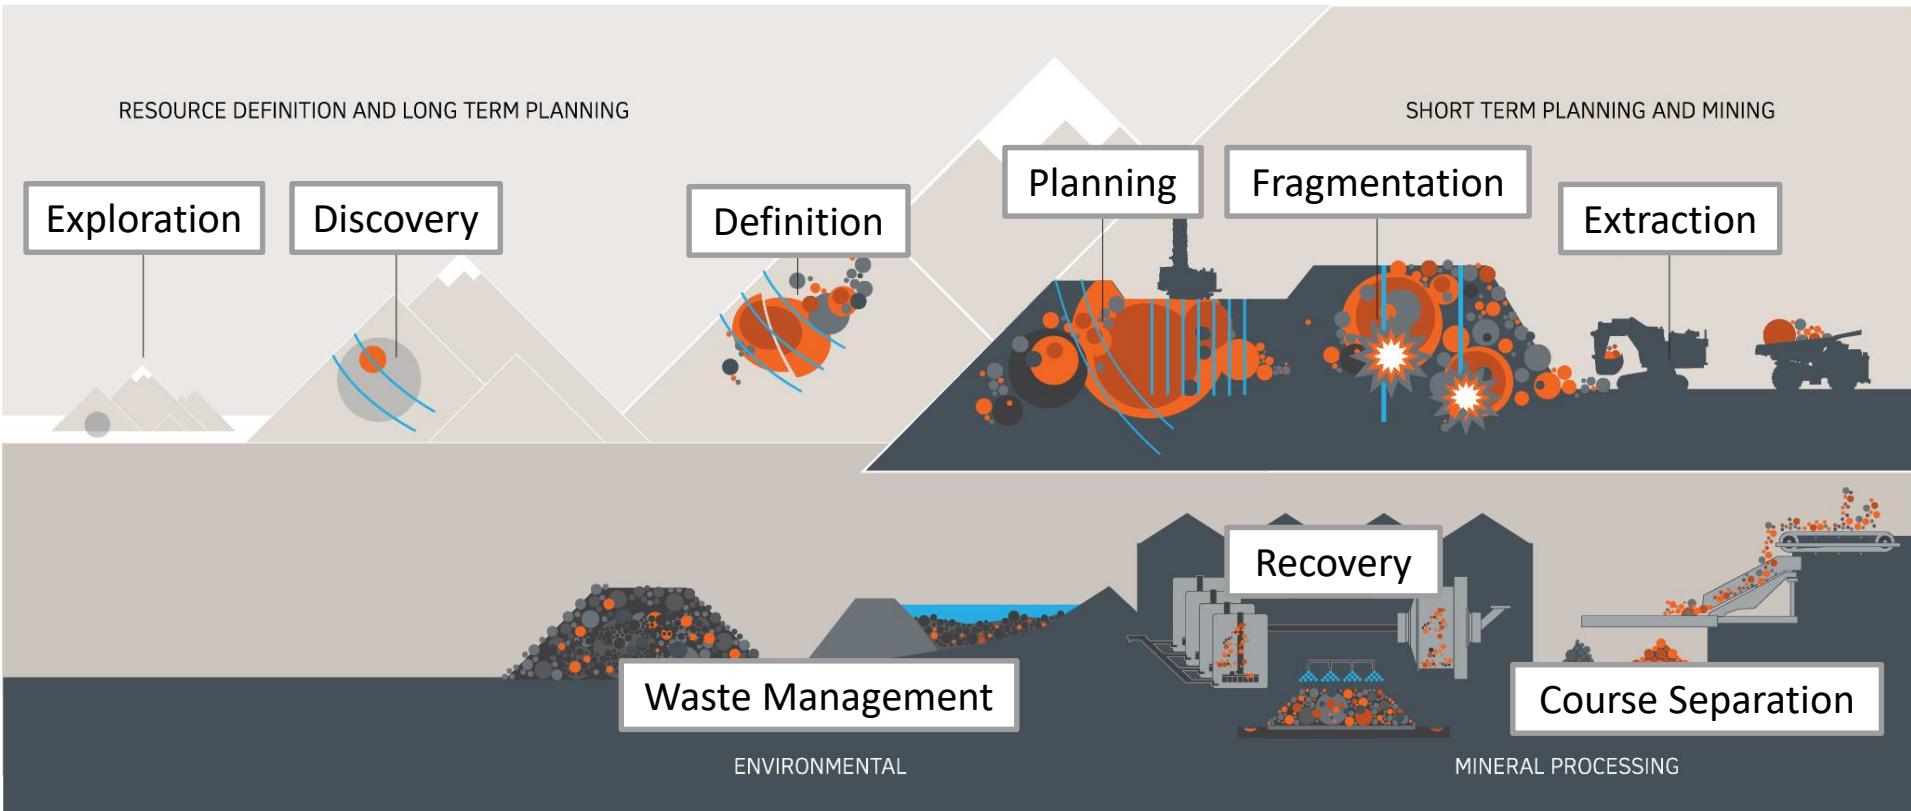 RESOURCE DEFINITION AND LONG TERM PLANNING
SHORT TERM PLANNING AND MINING
Exploration
Discovery
Definition
Planning
Fragmentation
Extraction
Recovery
Waste Management
Course Separation
ENVIRONMENTAL
MINERAL PROCESSING